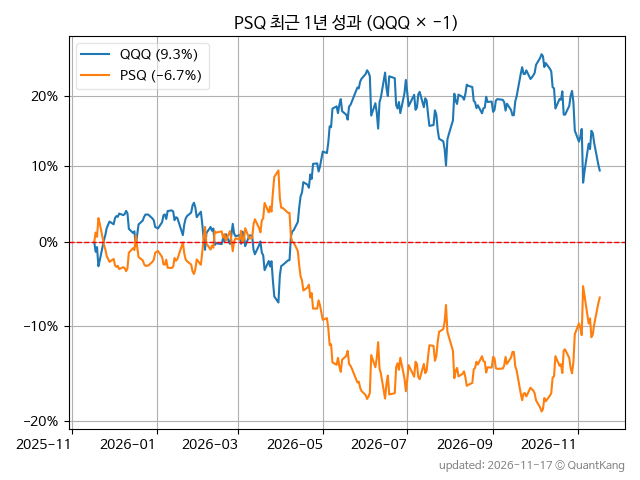 PSQ 최근 1년 성과 (QQQ × −1)
QQQ (9.3%)
PSQ (−6.7%)
20%
10%
0%
−10%
−20%
2025−11 2026−01 2026−03 2026−05 2026−07 2026−09 2026−11
updated: 2026−11−17 © QuantKang